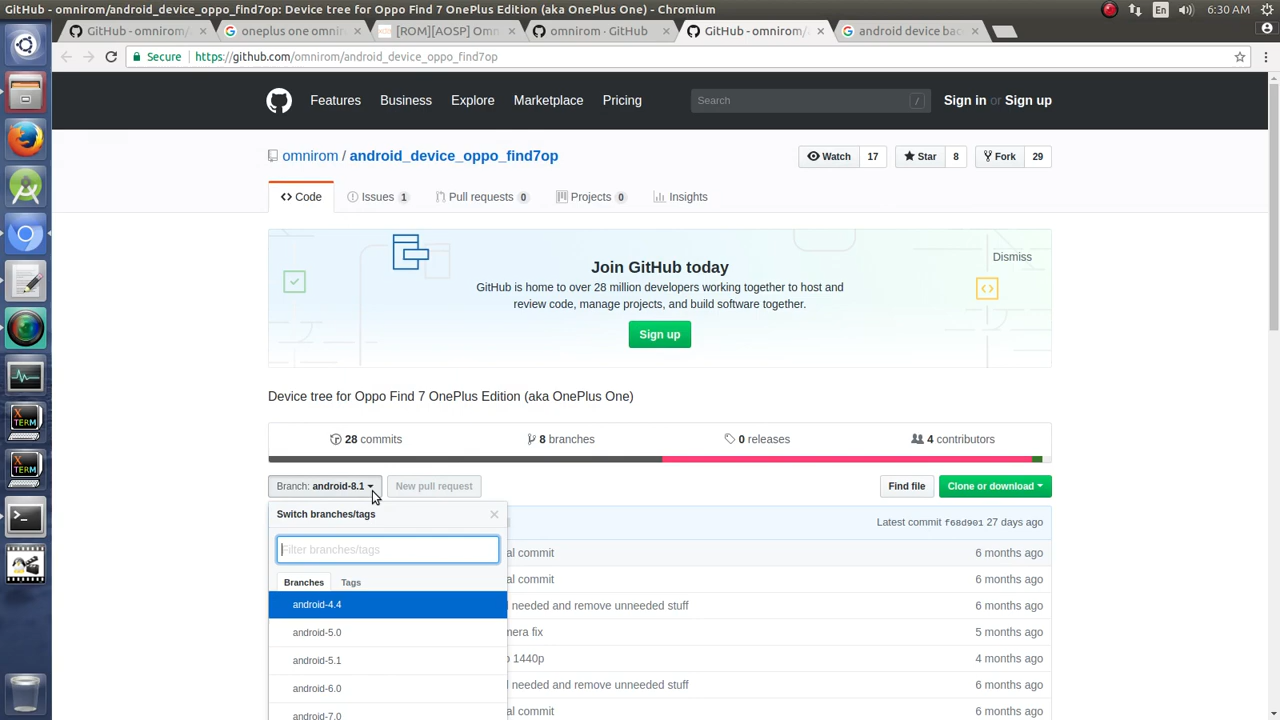 GitHub - omnirom/android_device_oppo_find7op: Device tree for Oppo Find 7 OnePlus Edition (aka OnePlus One) - Chromium
En
6:30 AM
GitHub - omnirom/
oneplus one omni
[ROM][AOSP] Omn
omnirom - GitHub
GitHub - omnirom/
android device bac
Secure
https://github.com/omnirom/android_device_oppo_find7op
Features
Business
Explore
Marketplace
Pricing
Search
/
Sign in or Sign up
omnirom / android_device_oppo_find7op
Watch 17
Star 8
Fork 29
Code
Issues 1
Pull requests 0
Projects 0
Insights
Join GitHub today
Dismiss
GitHub is home to over 28 million developers working together to host and
review code, manage projects, and build software together.
Sign up
Device tree for Oppo Find 7 OnePlus Edition (aka OnePlus One)
28 commits
8 branches
0 releases
4 contributors
Branch: android-8.1
New pull request
Find file
Clone or download
Switch branches/tags
Latest commit f68d901 27 days ago
Filter branches/tags
al commit
6 months ago
Branches
Tags
al commit
6 months ago
android-4.4
needed and remove unneeded stuff
6 months ago
android-5.0
nera fix
5 months ago
android-5.1
1440p
4 months ago
android-6.0
needed and remove unneeded stuff
6 months ago
android-7.0
al commit
6 months ago
X
TERM
X
TERM